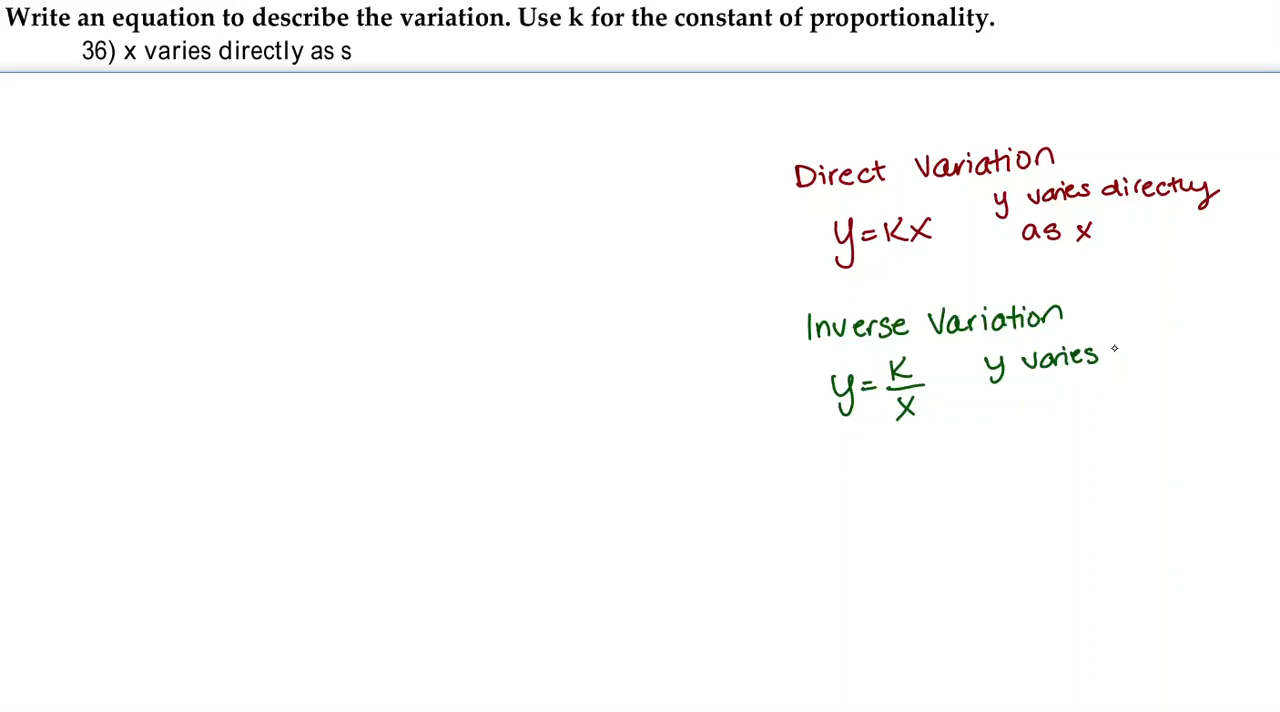 Write an equation to describe the variation. Use k for the constant of proportionality.
36) x varies directly as s
Direct Variation
y = kx
y varies directly
as x
Inverse Variation
y = k/x
y varies